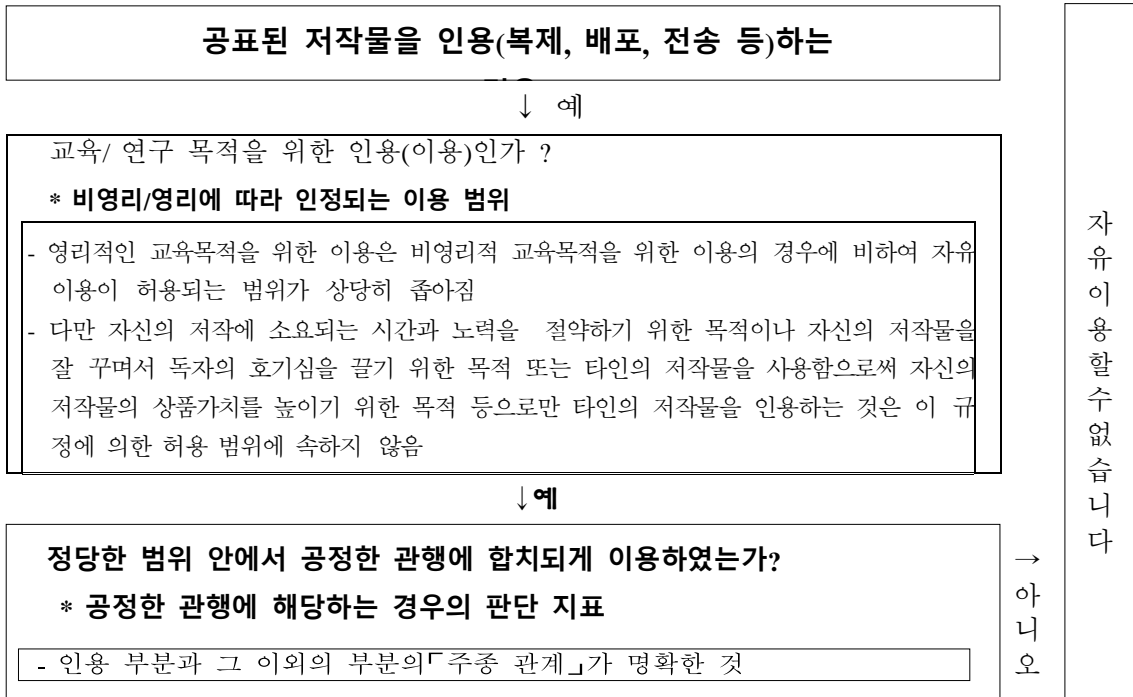 공표된 저작물을 인용(복제, 배포, 전송 등)하는
↓ 예
교육/ 연구 목적을 위한 인용(이용)인가 ?
* 비영리/영리에 따라 인정되는 이용 범위
- 영리적인 교육목적을 위한 이용은 비영리적 교육목적을 위한 이용의 경우에 비하여 자유
이용이 허용되는 범위가 상당히 좁아짐
- 다만 자신의 저작에 소요되는 시간과 노력을 절약하기 위한 목적이나 자신의 저작물을
잘 꾸며서 독자의 호기심을 끌기 위한 목적 또는 타인의 저작물을 사용함으로써 자신의
저작물의 상품가치를 높이기 위한 목적 등으로만 타인의 저작물을 인용하는 것은 이 규
정에 의한 허용 범위에 속하지 않음
↓예
정당한 범위 안에서 공정한 관행에 합치되게 이용하였는가?
* 공정한 관행에 해당하는 경우의 판단 지표
- 인용 부분과 그 이외의 부분의「주종 관계」가 명확한 것
→
아
니
오
자
유
이
용
할
수
없
습
니
다